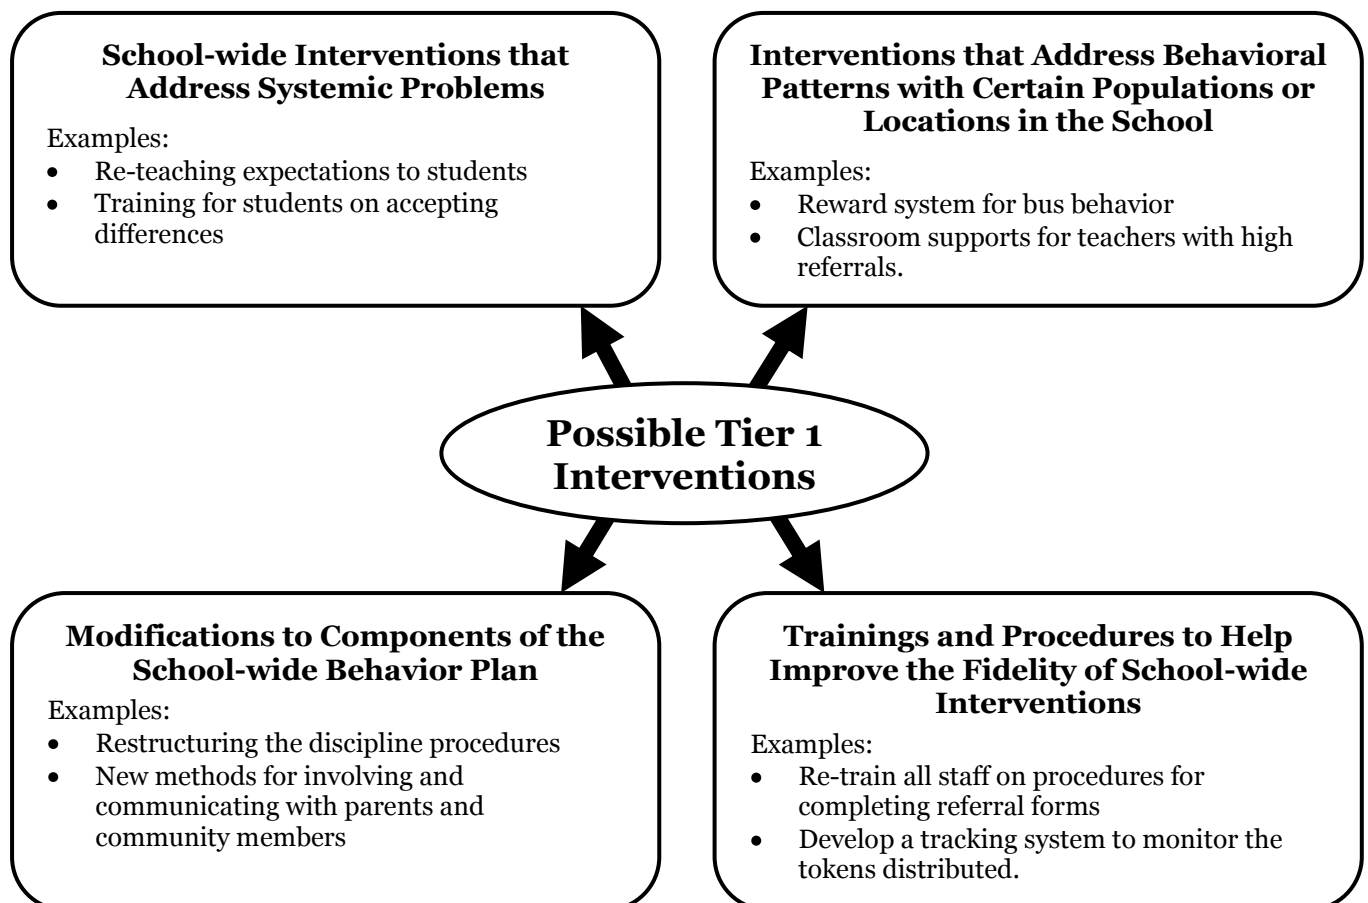 School-wide Interventions that
Address Systemic Problems
Examples:
• Re-teaching expectations to students
• Training for students on accepting
differences
Interventions that Address Behavioral
Patterns with Certain Populations or
Locations in the School
Examples:
• Reward system for bus behavior
• Classroom supports for teachers with high
referrals.
Possible Tier 1
Interventions
Modifications to Components of the
School-wide Behavior Plan
Examples:
• Restructuring the discipline procedures
• New methods for involving and
communicating with parents and
community members
Trainings and Procedures to Help
Improve the Fidelity of School-wide
Interventions
Examples:
• Re-train all staff on procedures for
completing referral forms
• Develop a tracking system to monitor the
tokens distributed.